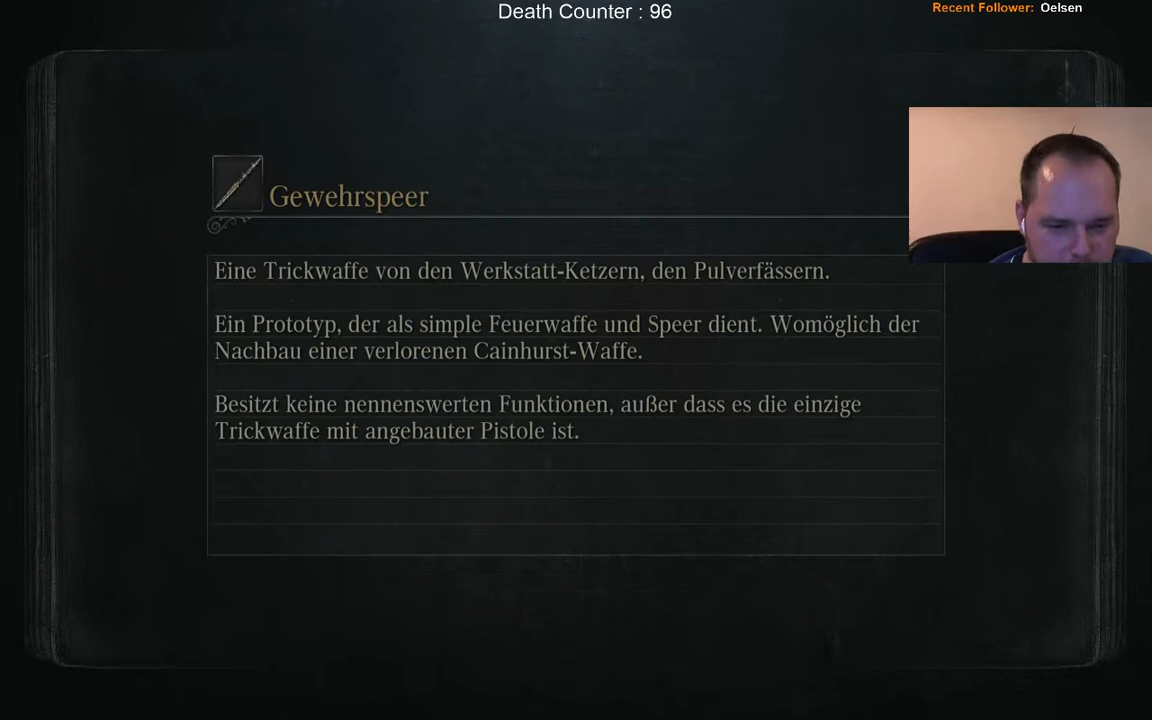 Death Counter : 96
Recent Follower: Oelsen
Gewehrspeer
Eine Trickwaffe von den Werkstatt-Ketzern, den Pulverfässern.
Ein Prototyp, der als simple Feuerwaffe und Speer dient. Womöglich der
Nachbau einer verlorenen Cainhurst-Waffe.
Besitzt keine nennenswerten Funktionen, außer dass es die einzige
Trickwaffe mit angebauter Pistole ist.